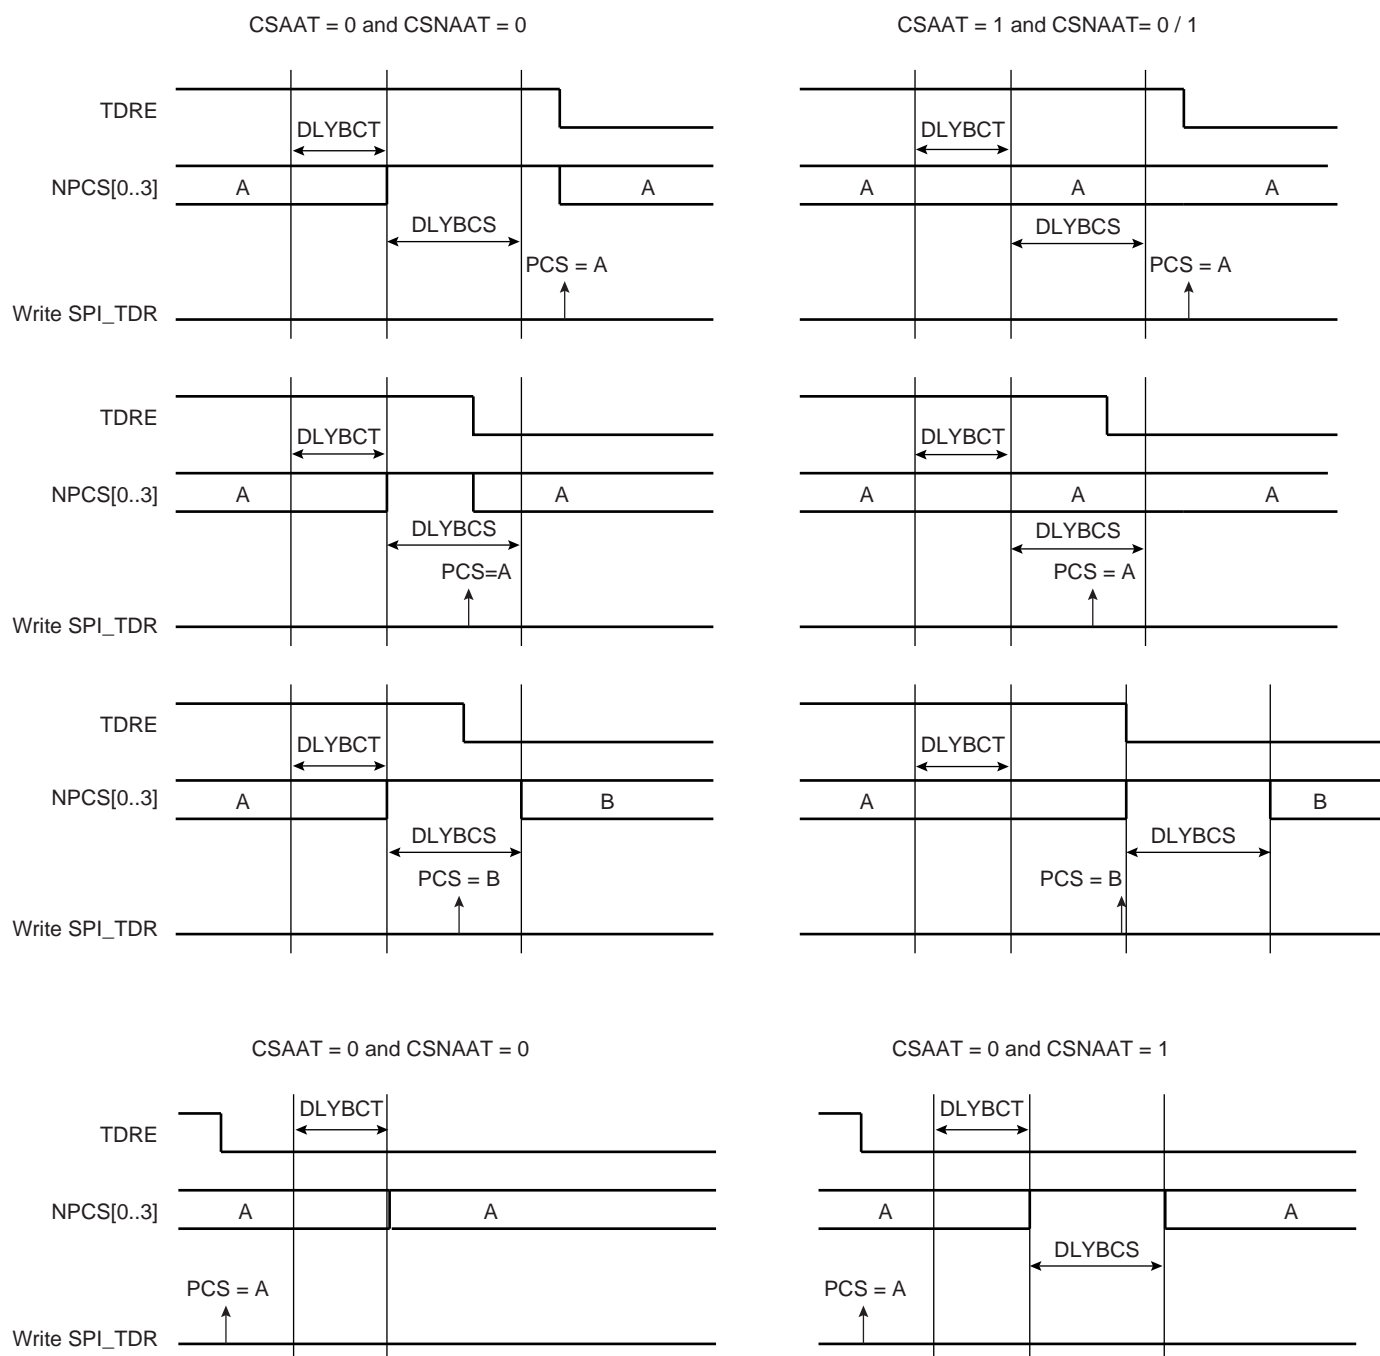 CSAAT = 0 and CSNAAT = 0
CSAAT = 1 and CSNAAT= 0 / 1
TDRE
DLYBCT
DLYBCT
NPCS[0..3]
A
A
A
A
A
DLYBCS
DLYBCS
PCS = A
PCS = A
Write SPI_TDR
TDRE
DLYBCT
DLYBCT
NPCS[0..3]
A
A
A
A
A
DLYBCS
DLYBCS
PCS=A
PCS = A
Write SPI_TDR
TDRE
DLYBCT
DLYBCT
NPCS[0..3]
A
B
A
B
DLYBCS
DLYBCS
PCS = B
PCS = B
Write SPI_TDR
CSAAT = 0 and CSNAAT = 0
CSAAT = 0 and CSNAAT = 1
DLYBCT
DLYBCT
TDRE
NPCS[0..3]
A
A
A
A
DLYBCS
PCS = A
PCS = A
Write SPI_TDR